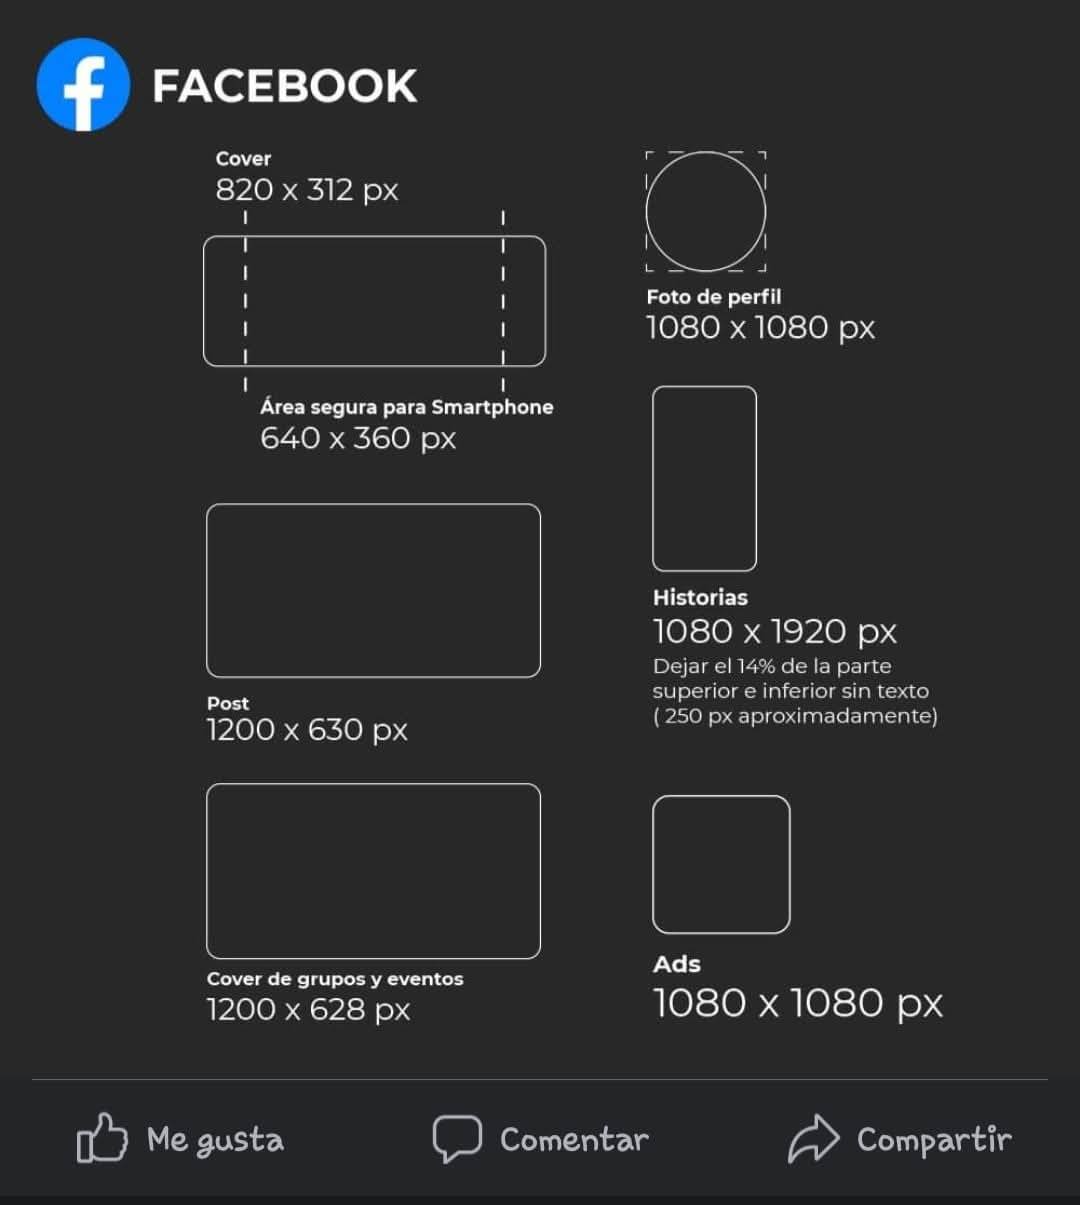 FACEBOOK
Cover
820 x 312 px
Área segura para Smartphone
640 x 360 px
Post
1200 x 630 px
Cover de grupos y eventos
1200 x 628 px
Foto de perfil
1080 x 1080 px
Historias
1080 x 1920 px
Dejar el 14% de la parte
superior e inferior sin texto
( 250 px aproximadamente)
Ads
1080 x 1080 px
Me gusta
Comentar
Compartir